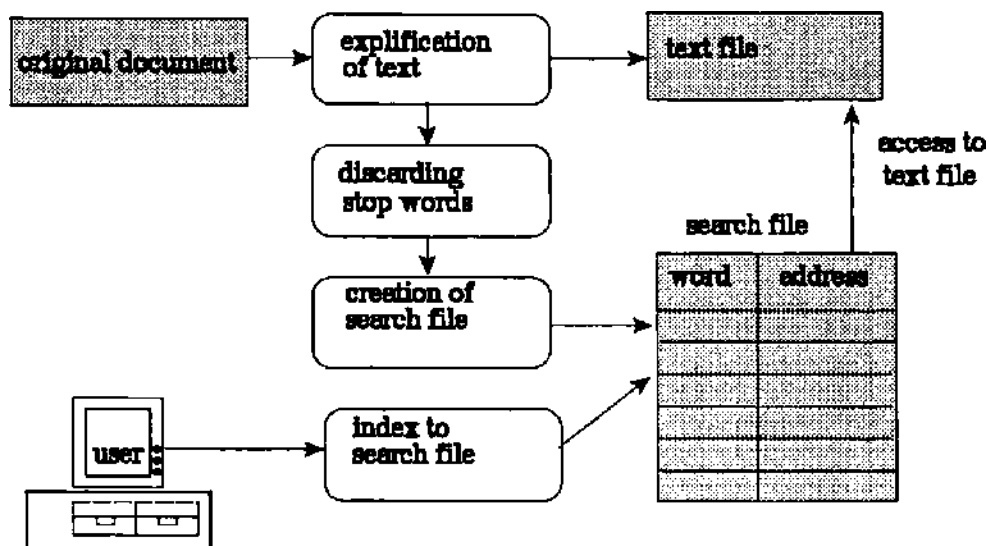 original document
explification
of text
text file
access to
text file
discarding
stop words
search file
word
address
creation of
search file
user
index to
search file